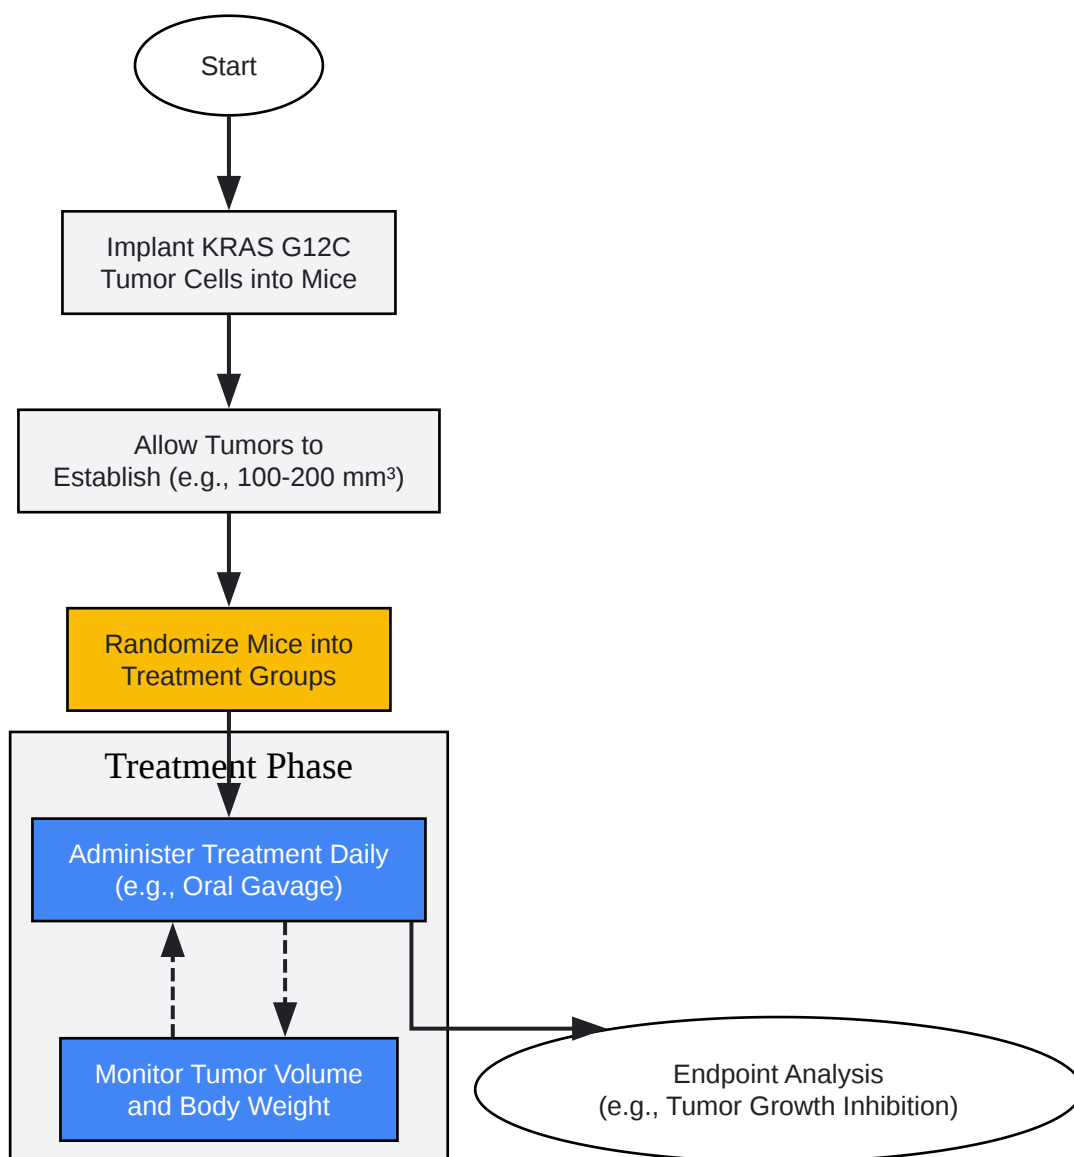 Start
Implant KRAS G12C
Tumor Cells into Mice
Allow Tumors to
Establish (e.g., 100-200 mm³)
Randomize Mice into
Treatment Groups
Treatment Phase
Administer Treatment Daily
(e.g., Oral Gavage)
Monitor Tumor Volume
and Body Weight
Endpoint Analysis
(e.g., Tumor Growth Inhibition)